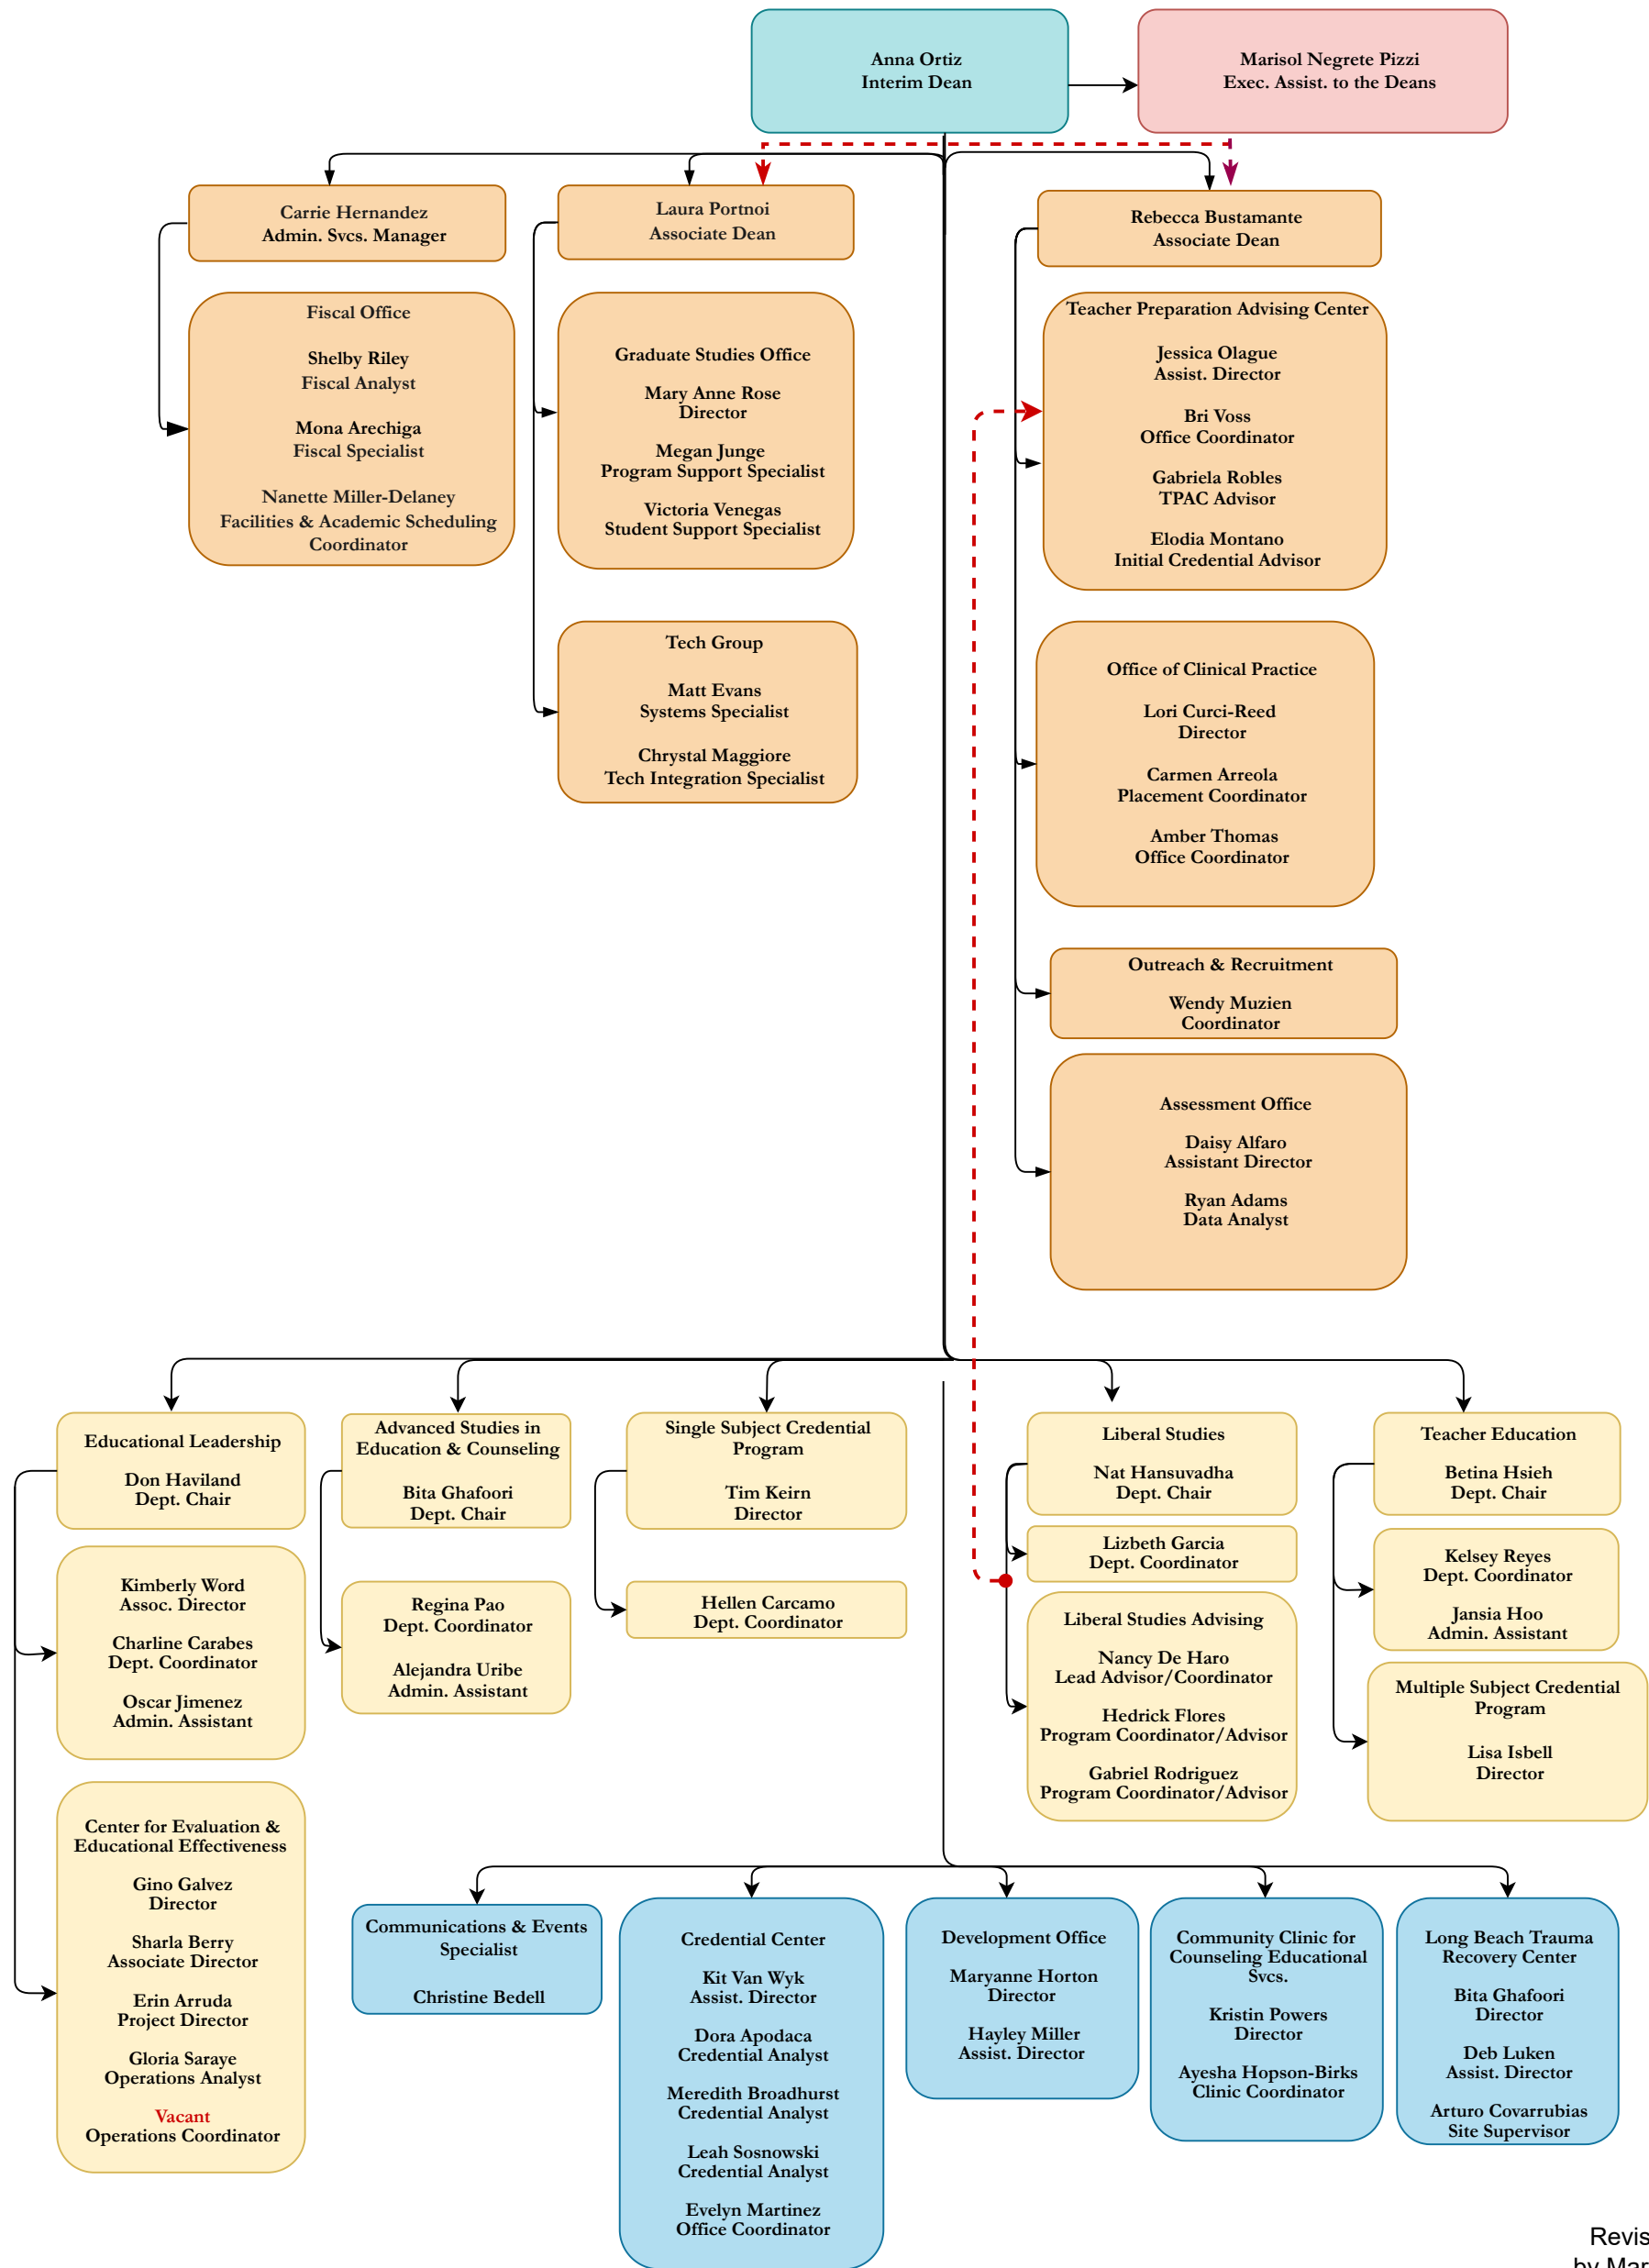 Anna Ortiz
Interim Dean
Marisol Negrete Pizzi
Exec. Assist. to the Deans
Carrie Hernandez
Admin. Svcs. Manager
Laura Portnoi
Associate Dean
Rebecca Bustamante
Associate Dean
Fiscal Office
Shelby Riley
Fiscal Analyst
Mona Arechiga
Fiscal Specialist
Nanette Miller-Delaney
Facilities & Academic Scheduling
Coordinator
Graduate Studies Office
Mary Anne Rose
Director
Megan Junge
Program Support Specialist
Victoria Venegas
Student Support Specialist
Teacher Preparation Advising Center
Jessica Olague
Assist. Director
Bri Voss
Office Coordinator
Gabriela Robles
TPAC Advisor
Elodia Montano
Initial Credential Advisor
Tech Group
Matt Evans
Systems Specialist
Chrystal Maggiore
Tech Integration Specialist
Office of Clinical Practice
Lori Curci-Reed
Director
Carmen Arreola
Placement Coordinator
Amber Thomas
Office Coordinator
Outreach & Recruitment
Wendy Muzien
Coordinator
Assessment Office
Daisy Alfaro
Assistant Director
Ryan Adams
Data Analyst
Educational Leadership
Don Haviland
Dept. Chair
Advanced Studies in
Education & Counseling
Bita Ghafoori
Dept. Chair
Single Subject Credential
Program
Tim Keirn
Director
Liberal Studies
Nat Hansuvadha
Dept. Chair
Teacher Education
Betina Hsieh
Dept. Chair
Kimberly Word
Assoc. Director
Charline Carabes
Dept. Coordinator
Oscar Jimenez
Admin. Assistant
Regina Pao
Dept. Coordinator
Alejandra Uribe
Admin. Assistant
Hellen Carcamo
Dept. Coordinator
Lizbeth Garcia
Dept. Coordinator
Liberal Studies Advising
Nancy De Haro
Lead Advisor/Coordinator
Hedrick Flores
Program Coordinator/Advisor
Gabriel Rodriguez
Program Coordinator/Advisor
Kelsey Reyes
Dept. Coordinator
Jansia Hoo
Admin. Assistant
Multiple Subject Credential
Program
Lisa Isbell
Director
Center for Evaluation &
Educational Effectiveness
Gino Galvez
Director
Sharla Berry
Associate Director
Erin Arruda
Project Director
Gloria Saraye
Operations Analyst
Vacant
Operations Coordinator
Communications & Events
Specialist
Christine Bedell
Credential Center
Kit Van Wyk
Assist. Director
Dora Apodaca
Credential Analyst
Meredith Broadhurst
Credential Analyst
Leah Sosnowski
Credential Analyst
Evelyn Martinez
Office Coordinator
Development Office
Maryanne Horton
Director
Hayley Miller
Assist. Director
Community Clinic for
Counseling Educational
Svcs.
Kristin Powers
Director
Ayesha Hopson-Birks
Clinic Coordinator
Long Beach Trauma
Recovery Center
Bita Ghafoori
Director
Deb Luken
Assist. Director
Arturo Covarrubias
Site Supervisor
by